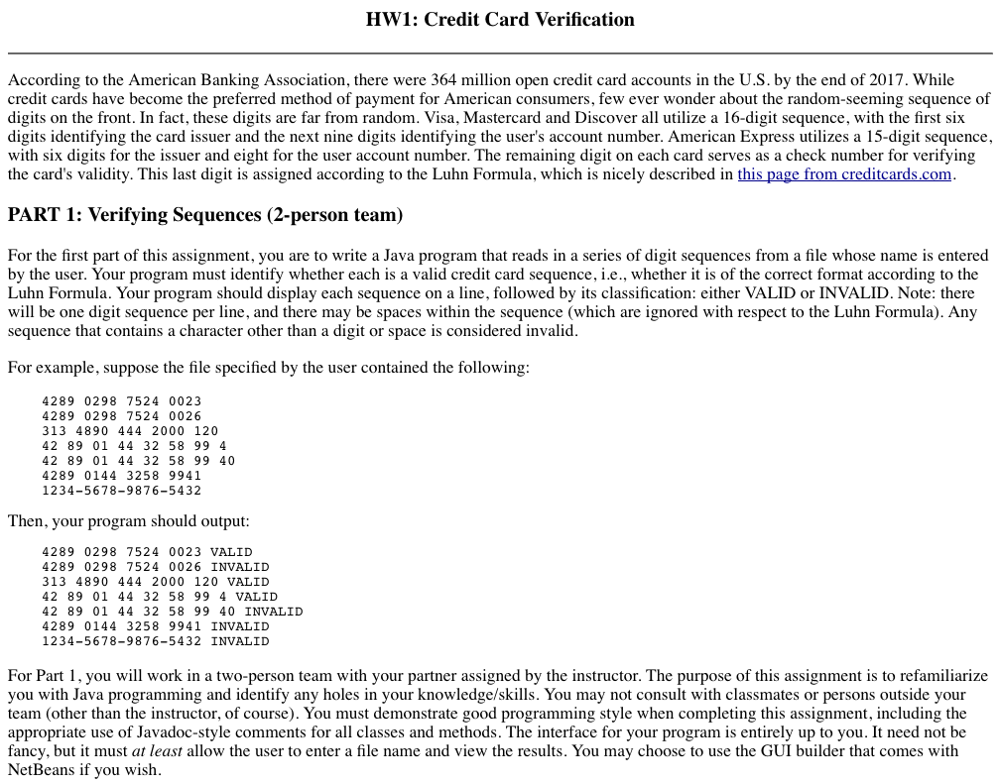 HW1: Credit Card Verification
According to the American Banking Association, there were 364 million open credit card accounts in the U.S. by the end of 2017. While
credit cards have become the preferred method of payment for American consumers, few ever wonder about the random-seeming sequence of
digits on the front. In fact, these digits are far from random. Visa, Mastercard and Discover all utilize a 16-digit sequence, with the first six
digits identifying the card issuer and the next nine digits identifying the user's account number. American Express utilizes a 15-digit sequence,
with six digits for the issuer and eight for the user account number. The remaining digit on each card serves as a check number for verifying
the card's validity. This last digit is assigned according to the Luhn Formula, which is nicely described in this page from creditcards.com.
PART 1: Verifying Sequences (2-person team)
For the first part of this assignment, you are to write a Java program that reads in a series of digit sequences from a file whose name is entered
by the user. Your program must identify whether each is a valid credit card sequence, i.e., whether it is of the correct format according to the
Luhn Formula. Your program should display each sequence on a line, followed by its classification: either VALID or INVALID. Note: there
will be one digit sequence per line, and there may be spaces within the sequence (which are ignored with respect to the Luhn Formula). Any
sequence that contains a character other than a digit or space is considered invalid.
For example, suppose the file specified by the user contained the following:
4289 0298 7524 0023
4289 0298 7524 0026
313 4890 444 2000 120
42 89 01 44 32 58 99 4
42 89 01 44 32 58 99 40
4289 0144 3258 9941
1234-5678-9876-5432
Then, your program should output:
4289 0298 7524 0023 VALID
4289 0298 7524 0026 INVALID
313 4890 444 2000 120 VALID
42 89 01 44 32 58 99 4 VALID
42 89 01 44 32 58 99 40 INVALID
4289 0144 3258 9941 INVALID
1234-5678-9876-5432 INVALID
For Part 1, you will work in a two-person team with your partner assigned by the instructor. The purpose of this assignment is to refamiliarize
you with Java programming and identify any holes in your knowledge/skills. You may not consult with classmates or persons outside your
team (other than the instructor, of course). You must demonstrate good programming style when completing this assignment, including the
appropriate use of Javadoc-style comments for all classes and methods. The interface for your program is entirely up to you. It need not be
fancy, but it must at least allow the user to enter a file name and view the results. You may choose to use the GUI builder that comes with
NetBeans if you wish.